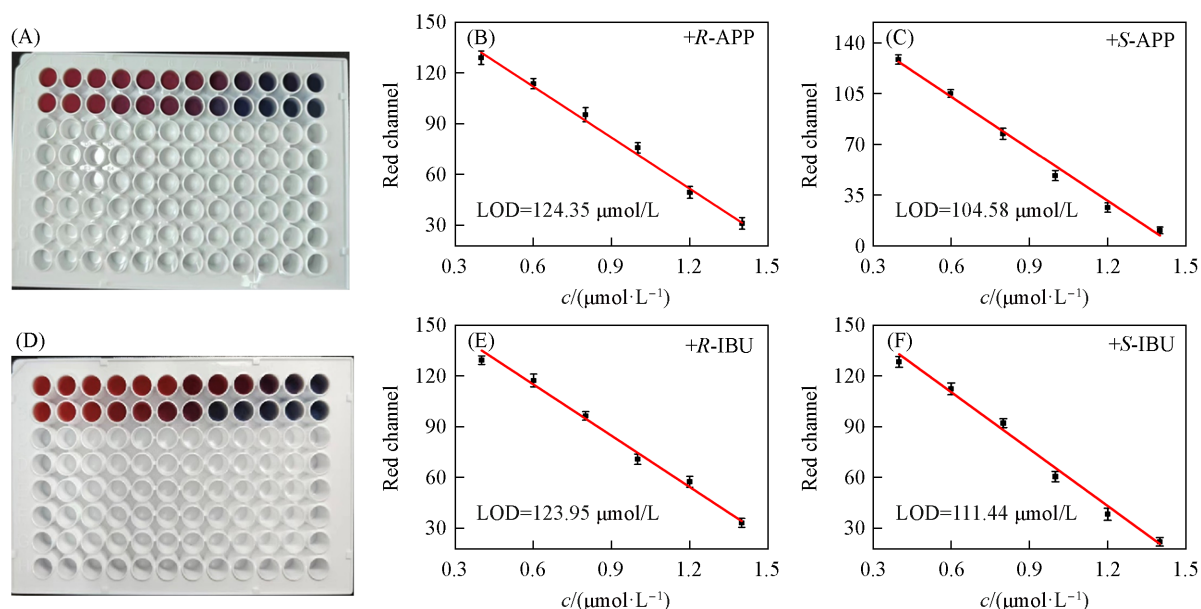 (A)
(B)
+R-APP
150
120
90
60
30
Red channel
LOD=124.35 μmol/L
0.3 0.6 0.9 1.2 1.5
c/(μmol·L⁻¹)
(C)
+S-APP
140
105
70
35
0
Red channel
LOD=104.58 μmol/L
0.3 0.6 0.9 1.2 1.5
c/(μmol·L⁻¹)
(D)
(E)
+R-IBU
150
120
90
60
30
Red channel
LOD=123.95 μmol/L
0.3 0.6 0.9 1.2 1.5
c/(μmol·L⁻¹)
(F)
+S-IBU
150
120
90
60
30
Red channel
LOD=111.44 μmol/L
0.3 0.6 0.9 1.2 1.5
c/(μmol·L⁻¹)